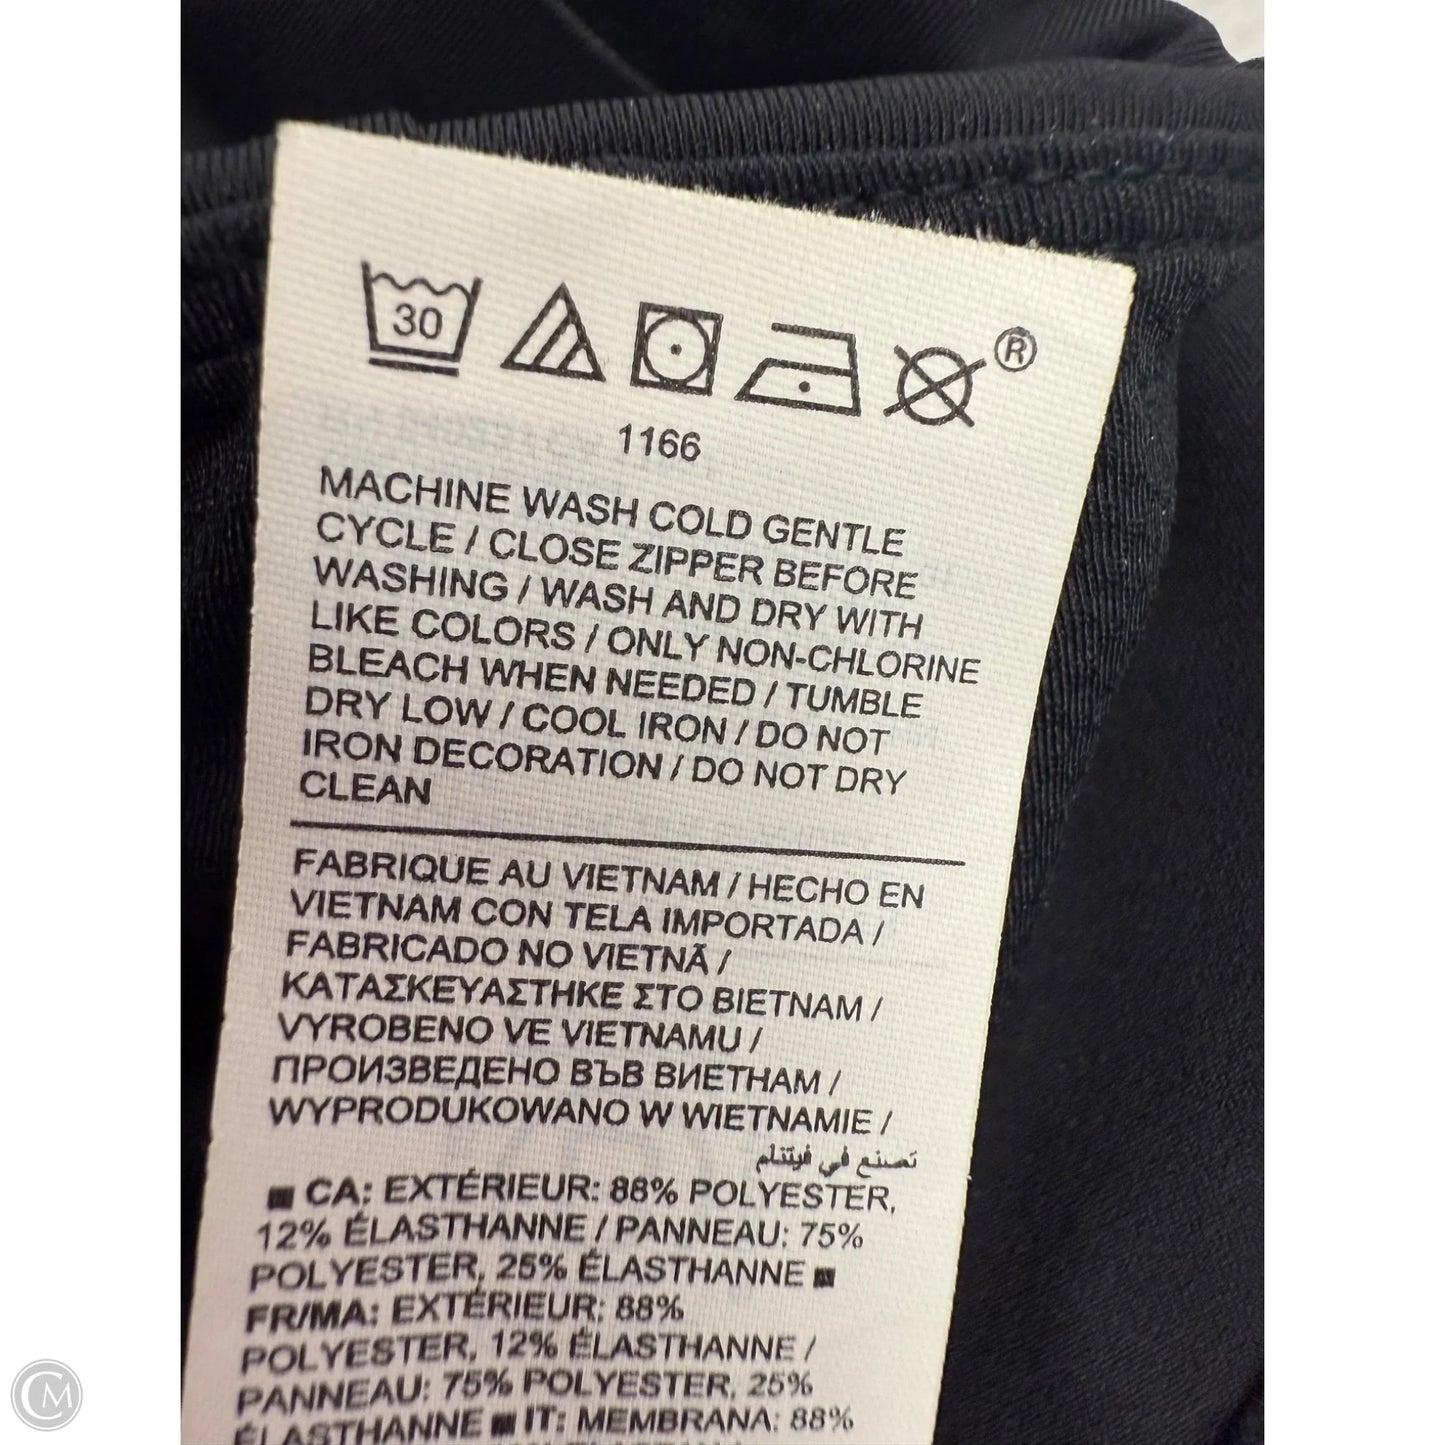 30
®
1166
MACHINE WASH COLD GENTLE
CYCLE / CLOSE ZIPPER BEFORE
WASHING / WASH AND DRY WITH
LIKE COLORS / ONLY NON-CHLORINE
BLEACH WHEN NEEDED / TUMBLE
DRY LOW / COOL IRON / DO NOT
IRON DECORATION / DO NOT DRY
CLEAN
FABRIQUE AU VIETNAM / HECHO EN
VIETNAM CON TELA IMPORTADA /
FABRICADO NO VIETNÃ /
ΚΑΤΑΣΚΕΥΑΣΤΗΚΕ ΣΤΟ ΒΙΕΤΝΑΜ /
VYROBENO VE VIETNAMU /
ПРОИЗВЕДЕНО ВЪВ ВИЕТНАМ /
WYPRODUKOWANO W WIETNAMIE /
تصنع في فيتنام
■ CA: EXTÉRIEUR: 88% POLYESTER,
12% ÉLASTHANNE / PANNEAU: 75%
POLYESTER, 25% ÉLASTHANNE ■
FR/MA: EXTÉRIEUR: 88%
POLYESTER, 12% ÉLASTHANNE /
PANNEAU: 75% POLYESTER, 25%
ÉLASTHANNE ■ IT: MEMBRANA: 88%
CM